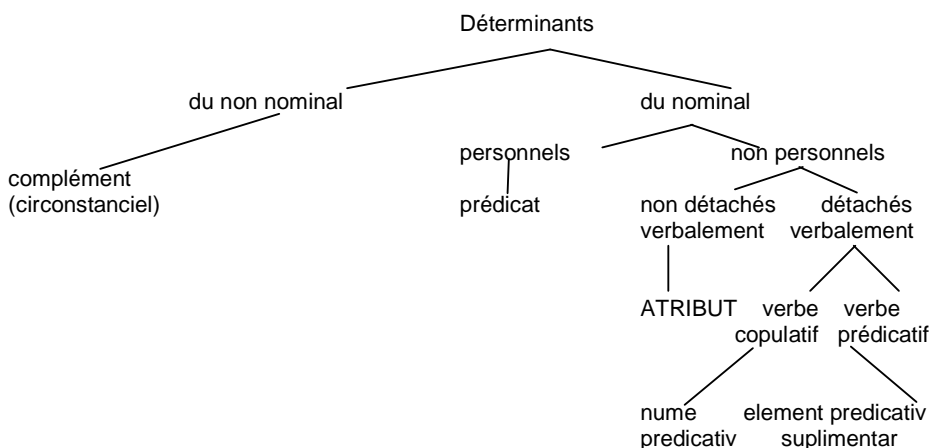 Déterminants
du non nominal
du nominal
personnels
non personnels
complément
(circonstanciel)
prédicat
non détachés
verbalement
détachés
verbalement
ATRIBUT
verbe
copulatif
verbe
prédicatif
nume
predicativ
element predicativ
suplimentar